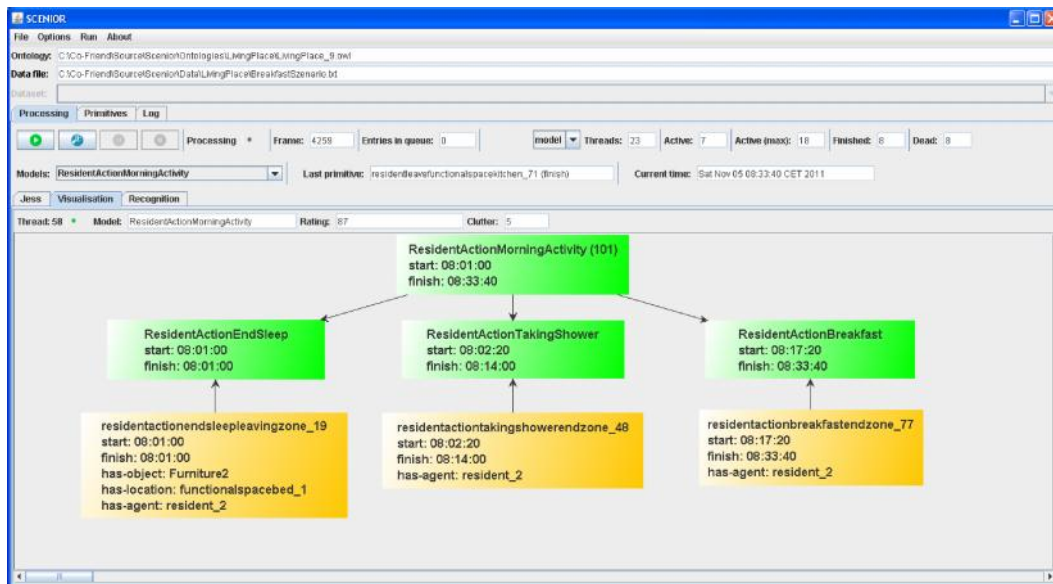 SCENIOR
File Options Run About
Ontology: C:\Co-Friend\Source\Scenior\Ontologies\LivingPlace\LivingPlace_9.owl
Data file: C:\Co-Friend\Source\Scenior\Data\LivingPlace\BreakfastSzenario.txt
Dataset:
Processing Primitives Log
Processing Frame: 4259 Entries in queue: 0 model Threads: 23 Active: 7 Active (max): 18 Finished: 8 Dead: 8
Models: ResidentActionMorningActivity Last primitive: residentleavefunctionalspacekitchen_71 (finish) Current time: Sat Nov 05 08:33:40 CET 2011
Jess Visualisation Recognition
Thread: 58 Model: ResidentActionMorningActivity Rating: 87 Clutter: 5
ResidentActionMorningActivity (101)
start: 08:01:00
finish: 08:33:40
ResidentActionEndSleep
start: 08:01:00
finish: 08:01:00
ResidentActionTakingShower
start: 08:02:20
finish: 08:14:00
ResidentActionBreakfast
start: 08:17:20
finish: 08:33:40
residentactionendsleepleavingzone_19
start: 08:01:00
finish: 08:01:00
has-object: Furniture2
has-location: functionalspacebed_1
has-agent: resident_2
residentactiontakingshowerendzone_48
start: 08:02:20
finish: 08:14:00
has-agent: resident_2
residentactionbreakfastendzone_77
start: 08:17:20
finish: 08:33:40
has-agent: resident_2